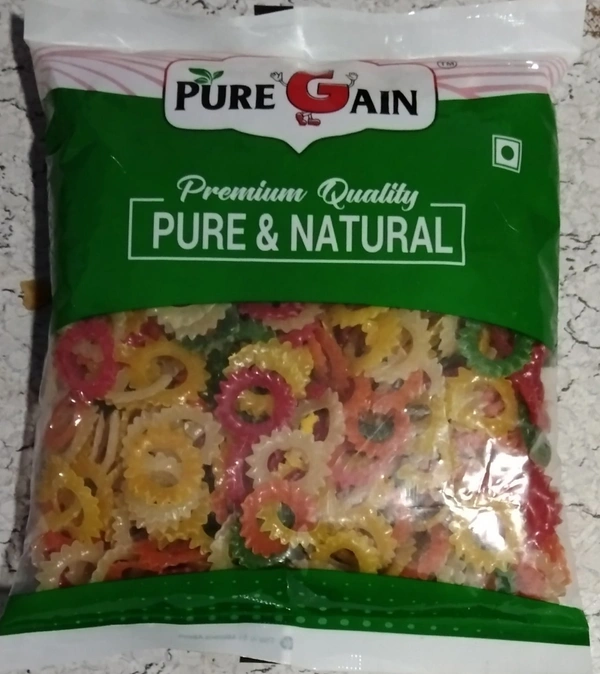 PURE GAIN
TM
Premium Quality
PURE & NATURAL